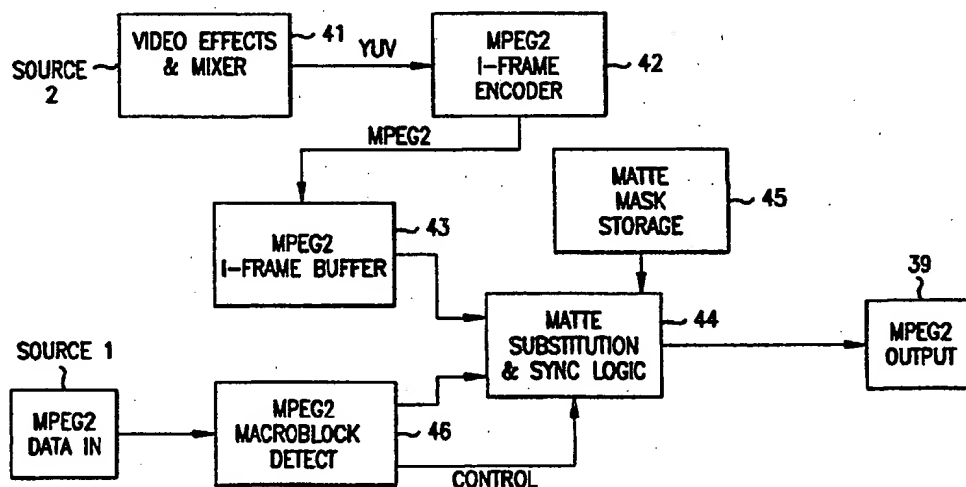 VIDEO EFFECTS
& MIXER
41
SOURCE
2
YUV
MPEG2
I-FRAME
ENCODER
42
MPEG2
MATTE
MASK
STORAGE
45
MPEG2
I-FRAME BUFFER
43
MATTE
SUBSTITUTION
& SYNC LOGIC
44
39
MPEG2
OUTPUT
SOURCE 1
MPEG2
DATA IN
MPEG2
MACROBLOCK
DETECT
46
CONTROL